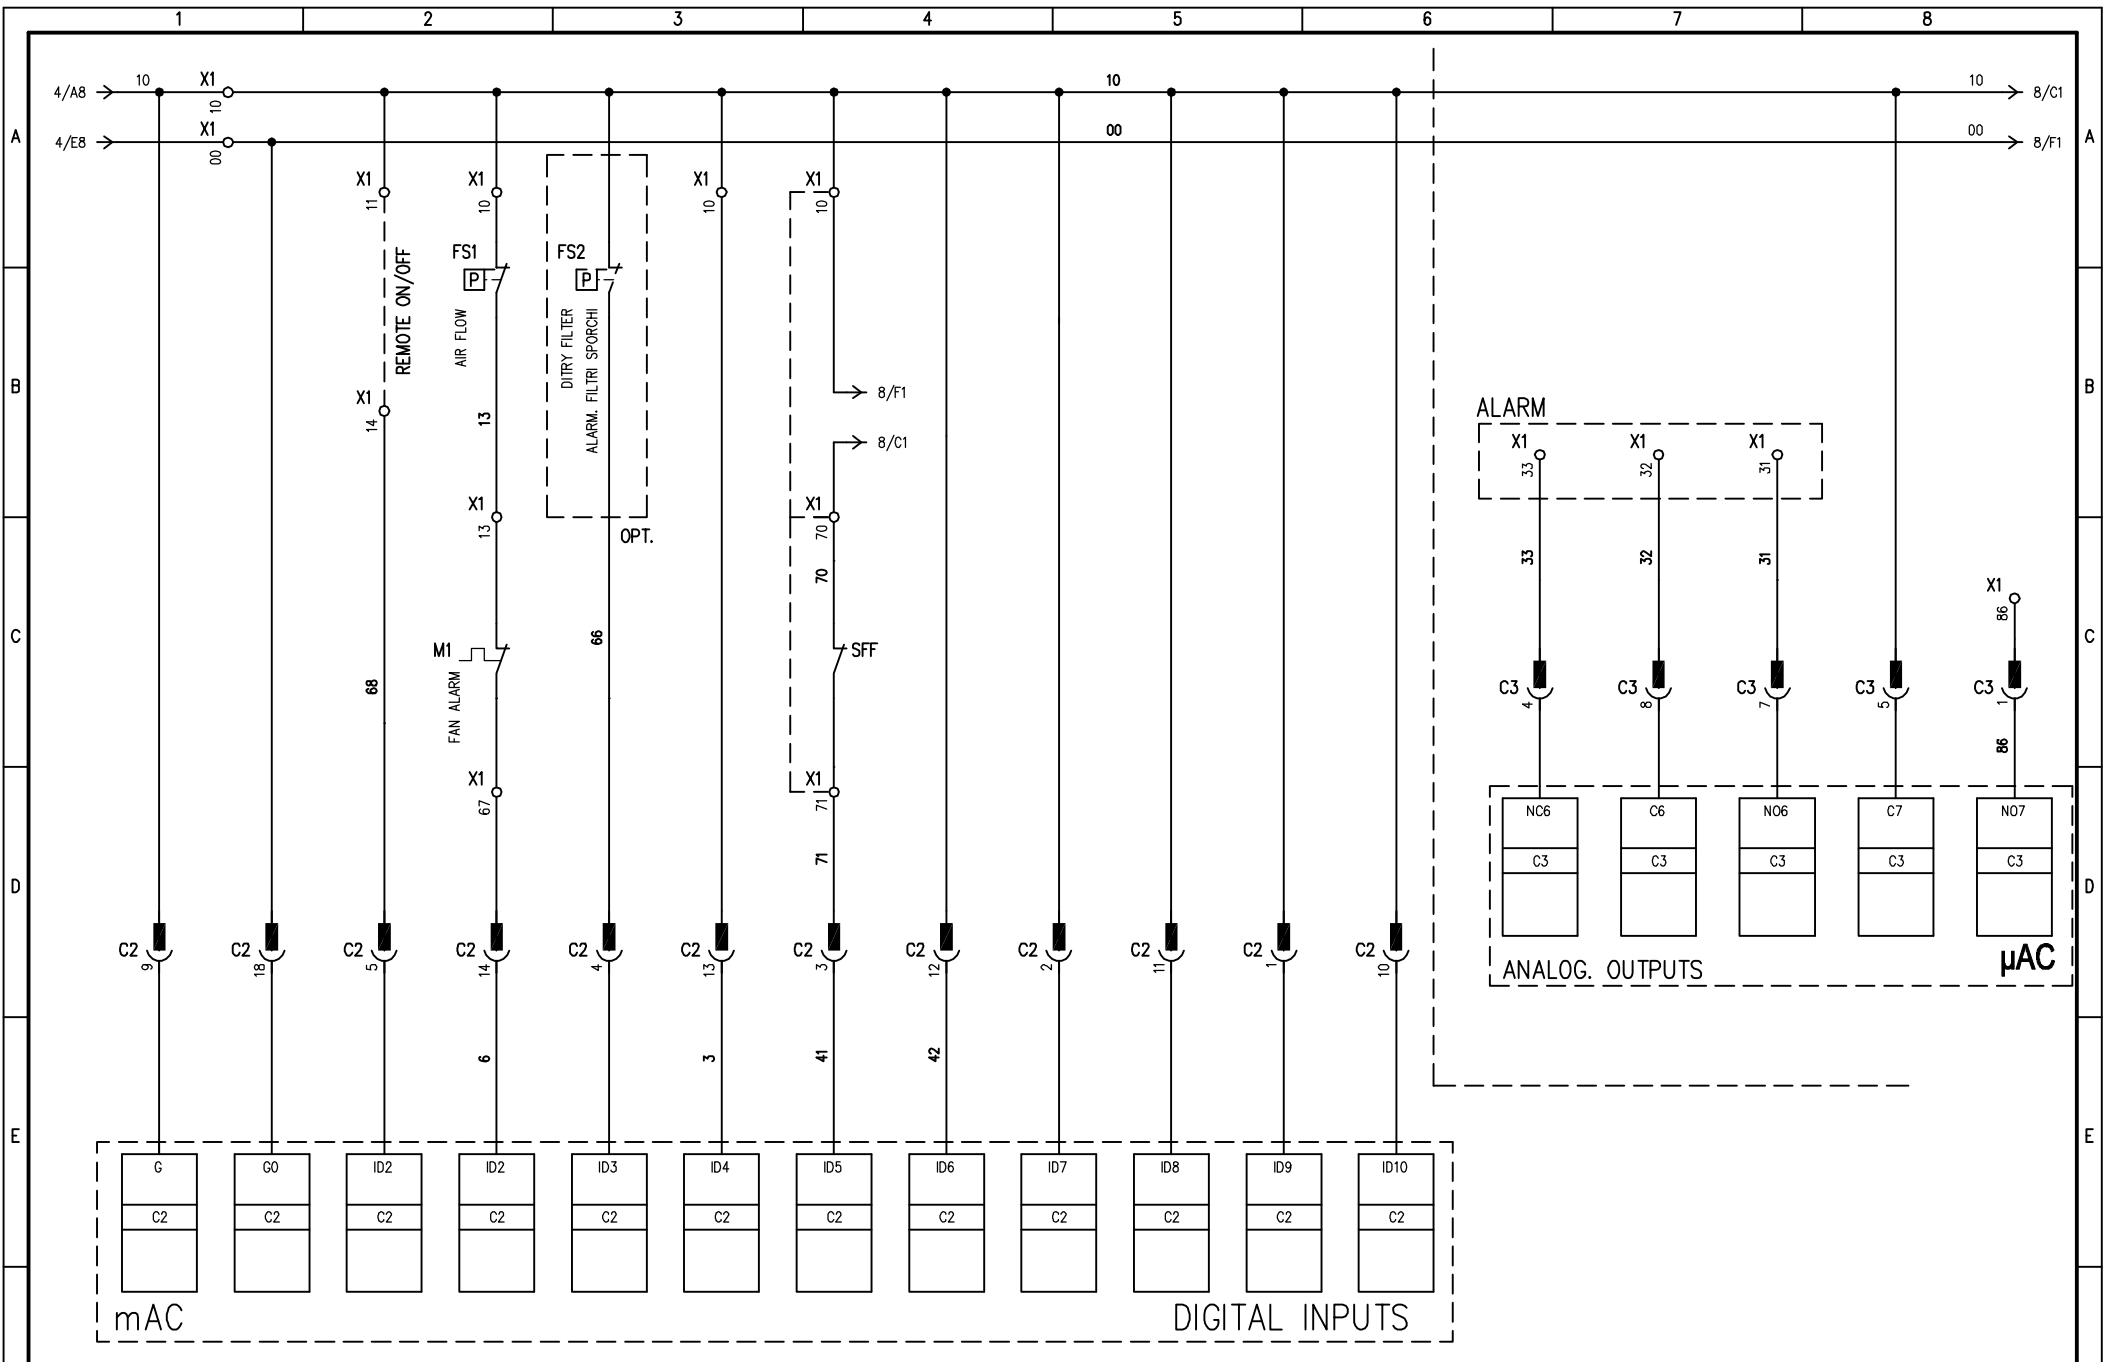 1 2 3 4 5 6 7 8
4/A8 10 X1 10 10 10 8/C1
A A
4/E8 X1 00 00 00 8/F1
X1 11 X1 10 X1 10 X1 10
REMOTE ON/OFF
FS1 P
AIR FLOW
FS2 P
DITRY FILTER
ALARM. FILTRI SPORCHI
B B
8/F1
X1 14
13
8/C1
ALARM
X1 33 X1 32 X1 31
X1 13
OPT.
X1 70
70
33 32 31
X1 86
C C
68
M1
FAN ALARM
66
SFF
C3 4 C3 8 C3 7 C3 5 C3 1
86
X1 67
X1 71
71
NC6 C6 NO6 C7 NO7
C3 C3 C3 C3 C3
D D
C2 9 C2 18 C2 5 C2 14 C2 4 C2 13 C2 3 C2 12 C2 2 C2 11 C2 1 C2 10
ANALOG. OUTPUTS µAC
6 3 41 42
E E
G G0 ID2 ID2 ID3 ID4 ID5 ID6 ID7 ID8 ID9 ID10
C2 C2 C2 C2 C2 C2 C2 C2 C2 C2 C2 C2
mAC DIGITAL INPUTS